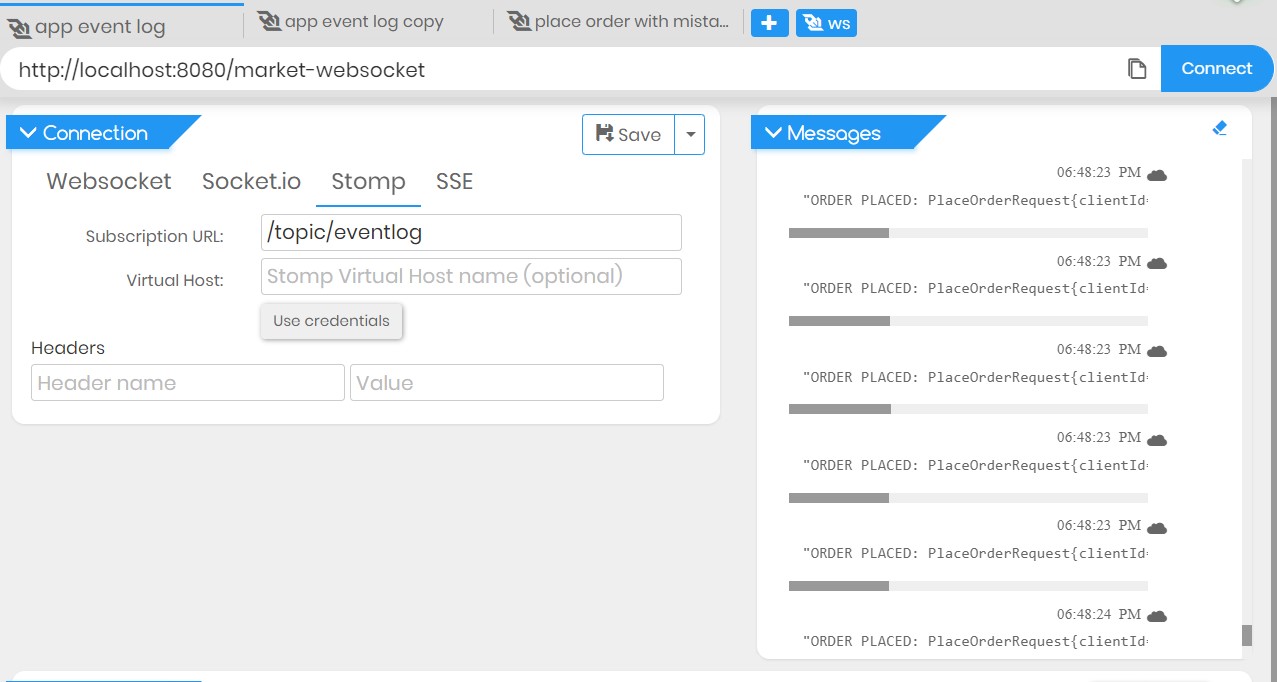 app event log
app event log copy
place order with mista...
ws
http://localhost:8080/market-websocket
Connect
Connection
Save
Websocket
Socket.io
Stomp
SSE
Subscription URL:
/topic/eventlog
Virtual Host:
Stomp Virtual Host name (optional)
Use credentials
Headers
Header name
Value
Messages
06:48:23 PM
"ORDER PLACED: PlaceOrderRequest{clientId=
06:48:23 PM
"ORDER PLACED: PlaceOrderRequest{clientId=
06:48:23 PM
"ORDER PLACED: PlaceOrderRequest{clientId=
06:48:23 PM
"ORDER PLACED: PlaceOrderRequest{clientId=
06:48:23 PM
"ORDER PLACED: PlaceOrderRequest{clientId=
06:48:24 PM
"ORDER PLACED: PlaceOrderRequest{clientId=